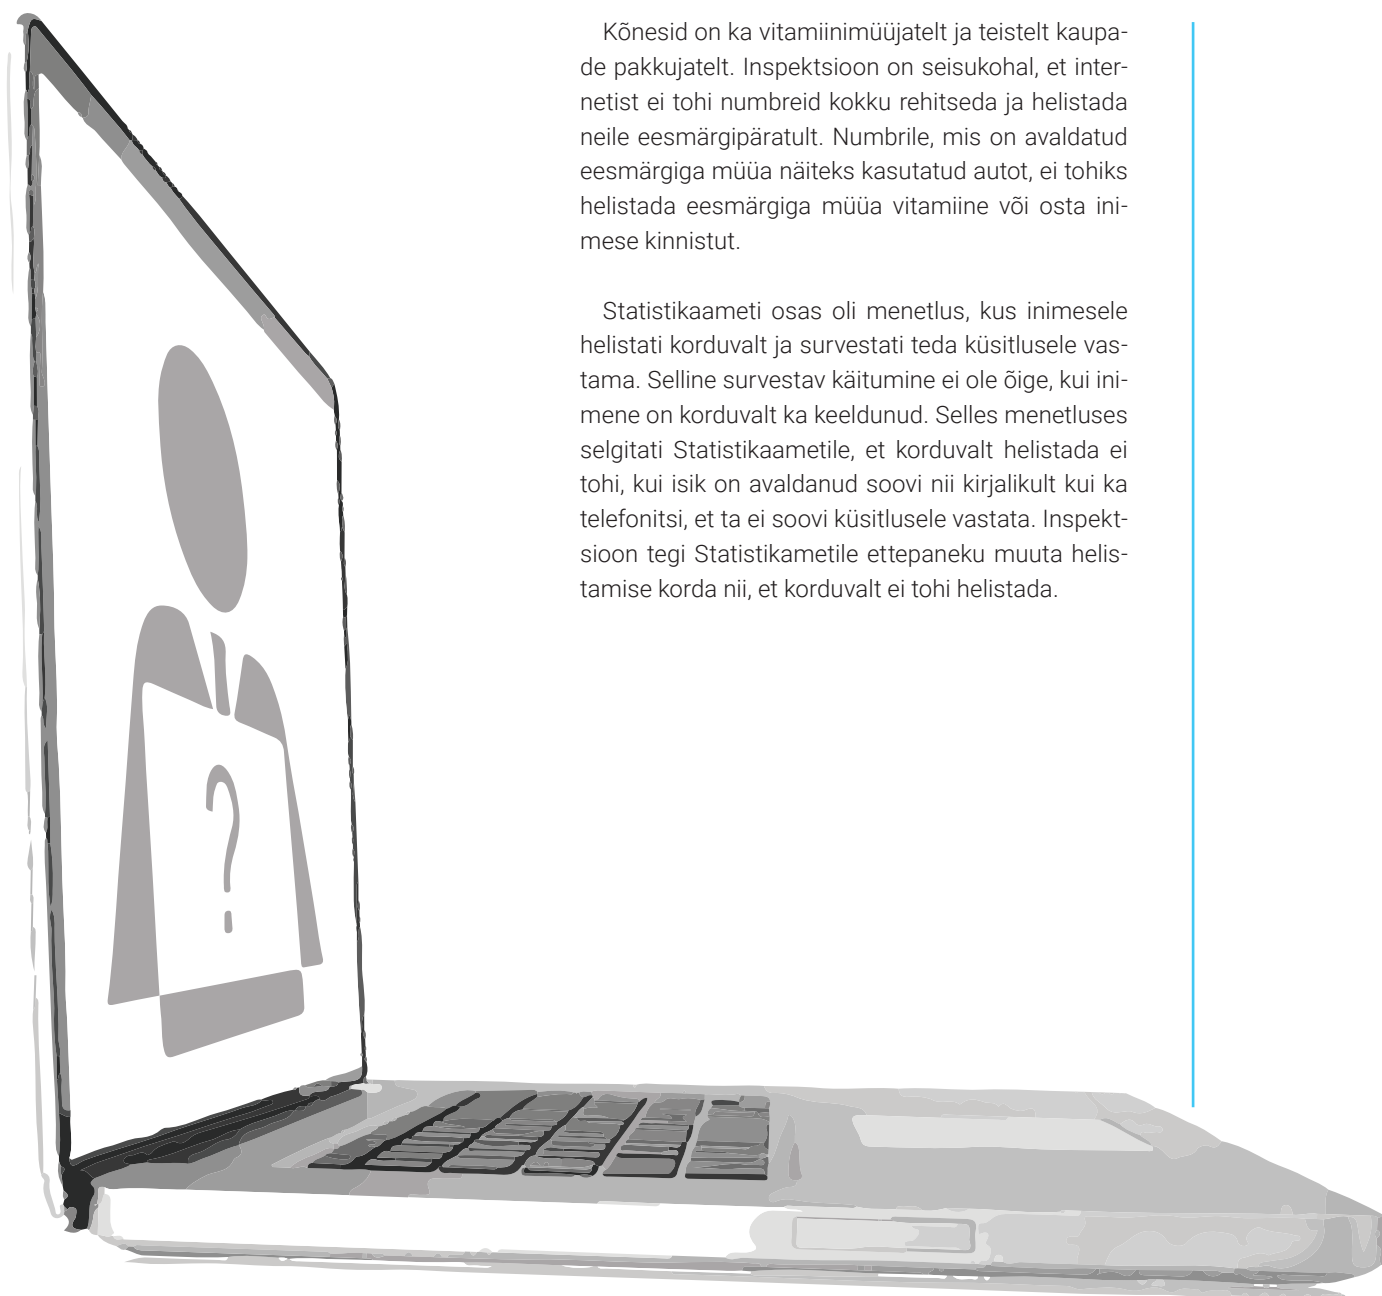 Kõnesid on ka vitamiinimüüjatelt ja teistelt kaupa-
de pakkujatelt. Inspektsioon on seisukohal, et inter-
netist ei tohi numbreid kokku rehitseda ja helistada
neile eesmärgipäratult. Numbrile, mis on avaldatud
eesmärgiga müüa näiteks kasutatud autot, ei tohiks
helistada eesmärgiga müüa vitamiine või osta ini-
mese kinnistut.
Statistikaameti osas oli menetlus, kus inimesele
helistati korduvalt ja survestati teda küsitlusele vas-
tama. Selline survestav käitumine ei ole õige, kui ini-
mene on korduvalt ka keeldunud. Selles menetluses
selgitati Statistikaametile, et korduvalt helistada ei
tohi, kui isik on avaldanud soovi nii kirjalikult kui ka
telefonitsi, et ta ei soovi küsitlusele vastata. Inspekt-
sioon tegi Statistikametile ettepaneku muuta helis-
tamise korda nii, et korduvalt ei tohi helistada.
?